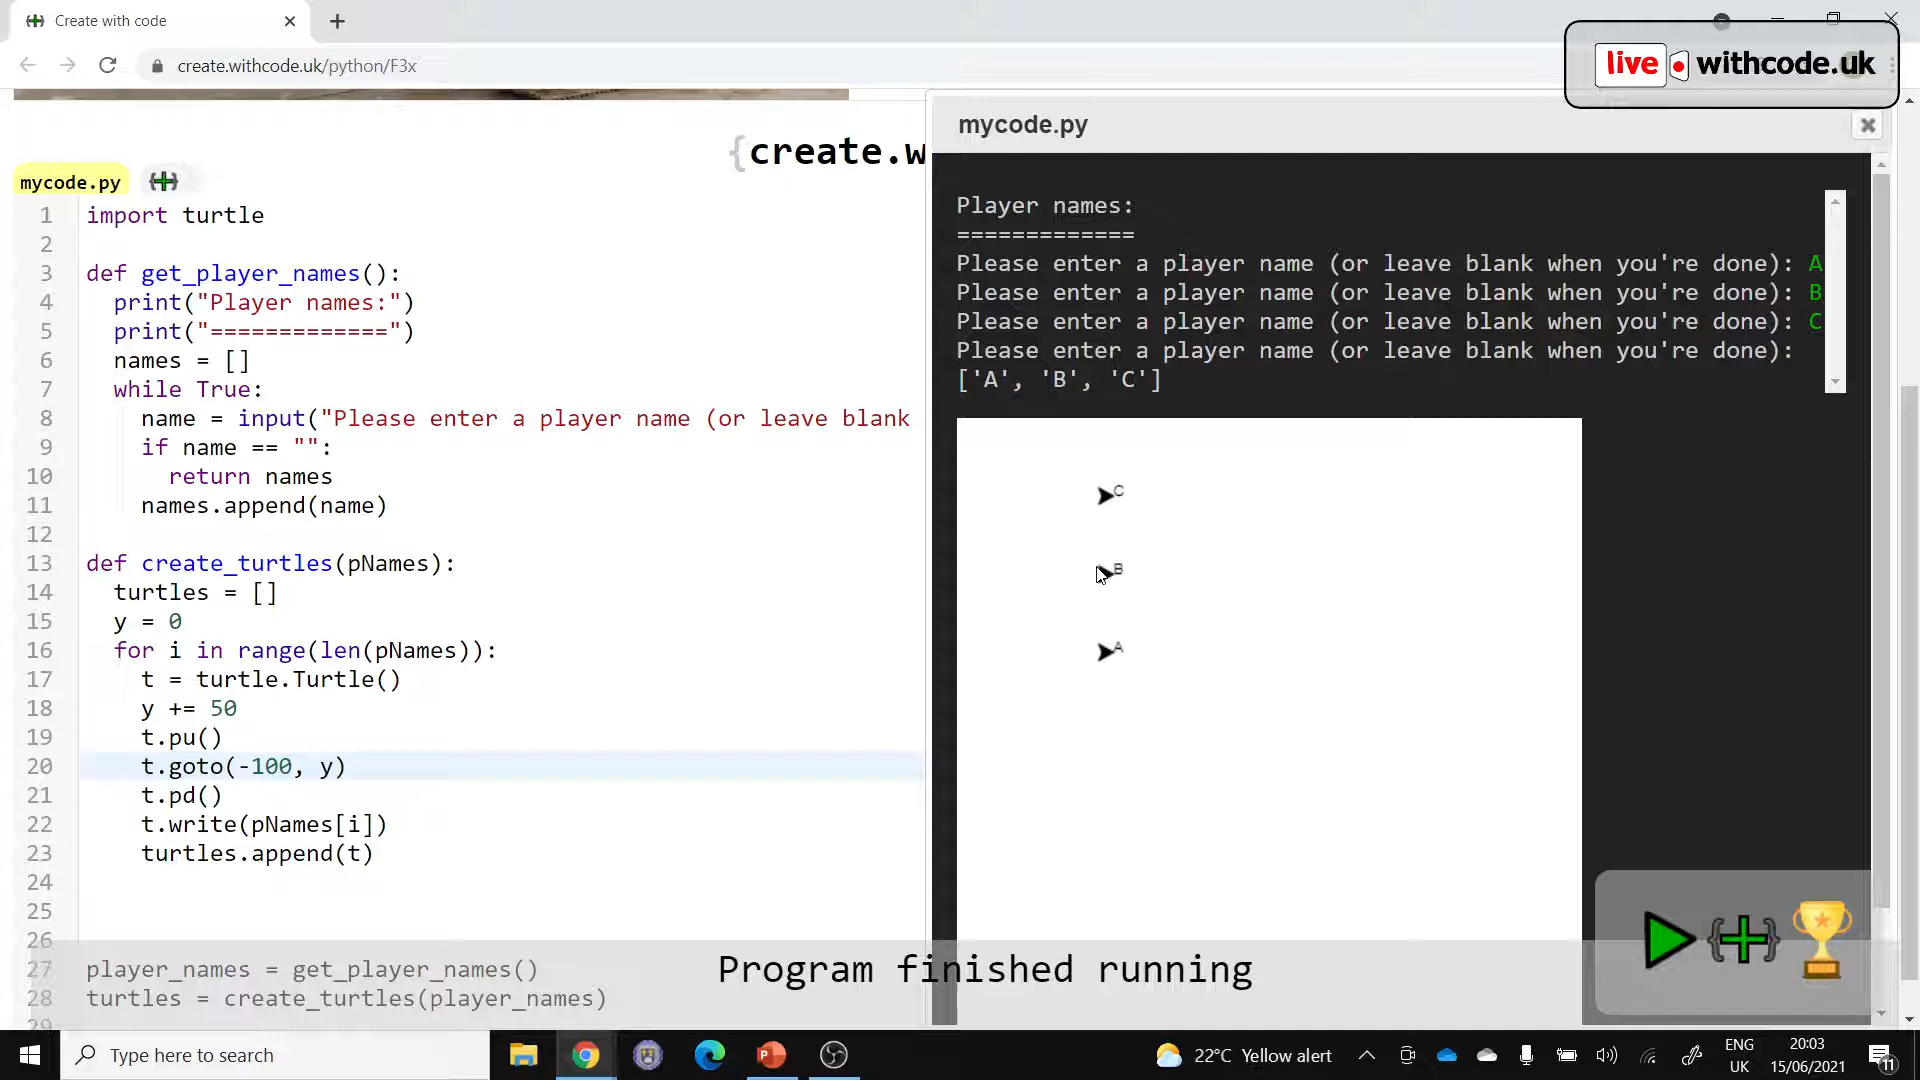 Create with code
create.withcode.uk/python/F3x
live withcode.uk
{create.w
mycode.py
1 import turtle
2
3 def get_player_names():
4 print("Player names:")
5 print("=============")
6 names = []
7 while True:
8 name = input("Please enter a player name (or leave blank
9 if name == "":
10 return names
11 names.append(name)
12
13 def create_turtles(pNames):
14 turtles = []
15 y = 0
16 for i in range(len(pNames)):
17 t = turtle.Turtle()
18 y += 50
19 t.pu()
20 t.goto(-100, y)
21 t.pd()
22 t.write(pNames[i])
23 turtles.append(t)
24
25
26
27 player_names = get_player_names()
28 turtles = create_turtles(player_names)
29
mycode.py
Player names:
=============
Please enter a player name (or leave blank when you're done): A
Please enter a player name (or leave blank when you're done): B
Please enter a player name (or leave blank when you're done): C
Please enter a player name (or leave blank when you're done):
['A', 'B', 'C']
C
B
A
Program finished running
Type here to search
22°C Yellow alert
ENG
UK
20:03
15/06/2021
11